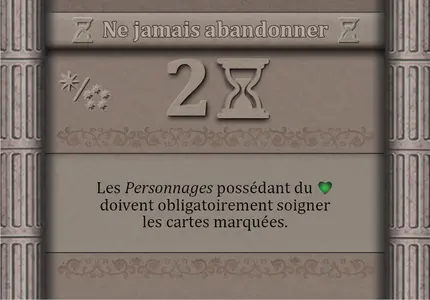 Ne jamais abandonner
2
Les Personnages possédant du
doivent obligatoirement soigner
les cartes marquées.